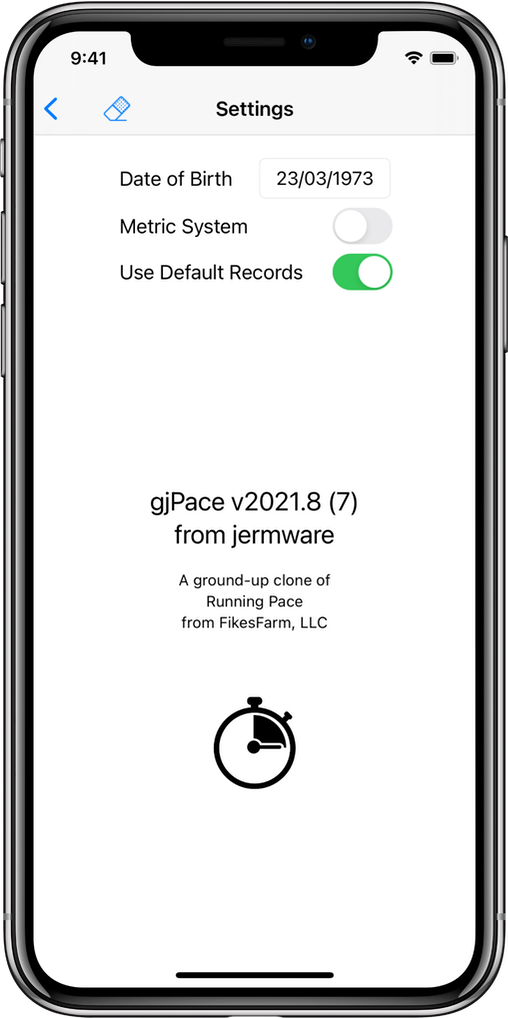 9:41
Settings
Date of Birth 23/03/1973
Metric System
Use Default Records
gjPace v2021.8 (7)
from jermware
A ground-up clone of
Running Pace
from FikesFarm, LLC